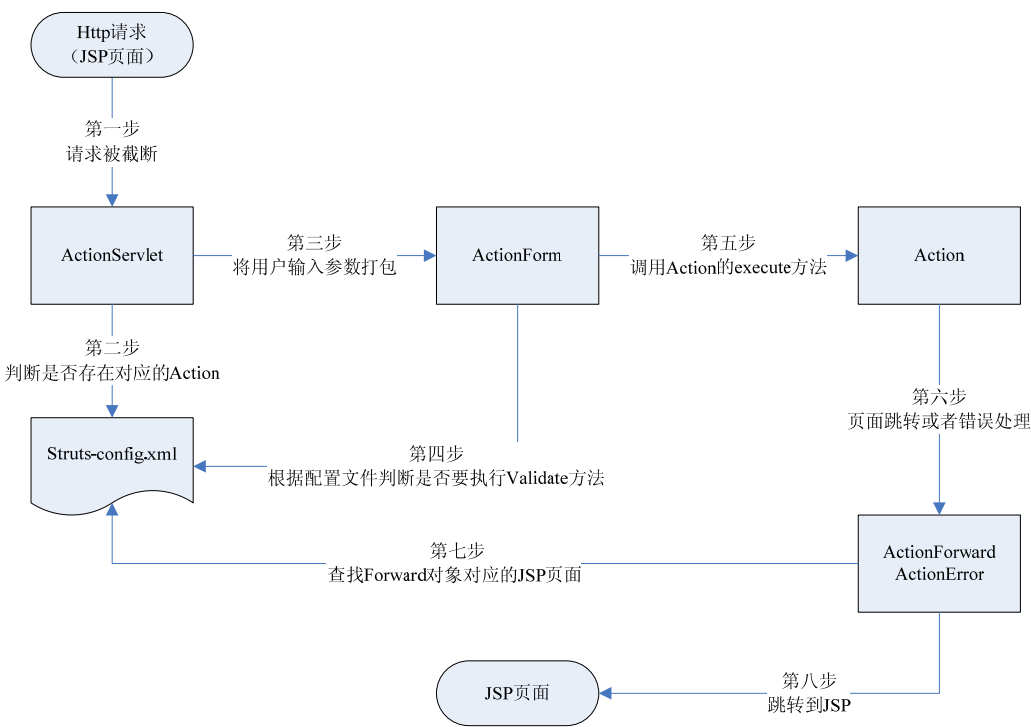 Http请求
（JSP页面）
第一步
请求被截断
ActionServlet
第三步
将用户输入参数打包
ActionForm
第五步
调用Action的execute方法
Action
第二步
判断是否存在对应的Action
第六步
页面跳转或者错误处理
Struts-config.xml
第四步
根据配置文件判断是否要执行Validate方法
第七步
查找Forward对象对应的JSP页面
ActionForward
ActionError
JSP页面
第八步
跳转到JSP